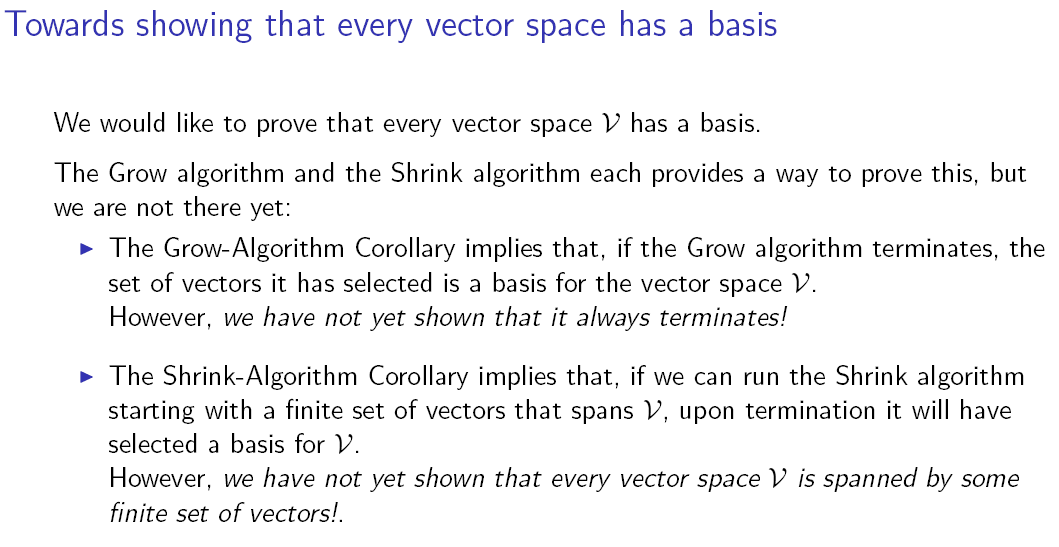 Towards showing that every vector space has a basis
We would like to prove that every vector space 𝒱 has a basis.
The Grow algorithm and the Shrink algorithm each provides a way to prove this, but
we are not there yet:
▶ The Grow-Algorithm Corollary implies that, if the Grow algorithm terminates, the
set of vectors it has selected is a basis for the vector space 𝒱.
However, we have not yet shown that it always terminates!
▶ The Shrink-Algorithm Corollary implies that, if we can run the Shrink algorithm
starting with a finite set of vectors that spans 𝒱, upon termination it will have
selected a basis for 𝒱.
However, we have not yet shown that every vector space 𝒱 is spanned by some
finite set of vectors!.